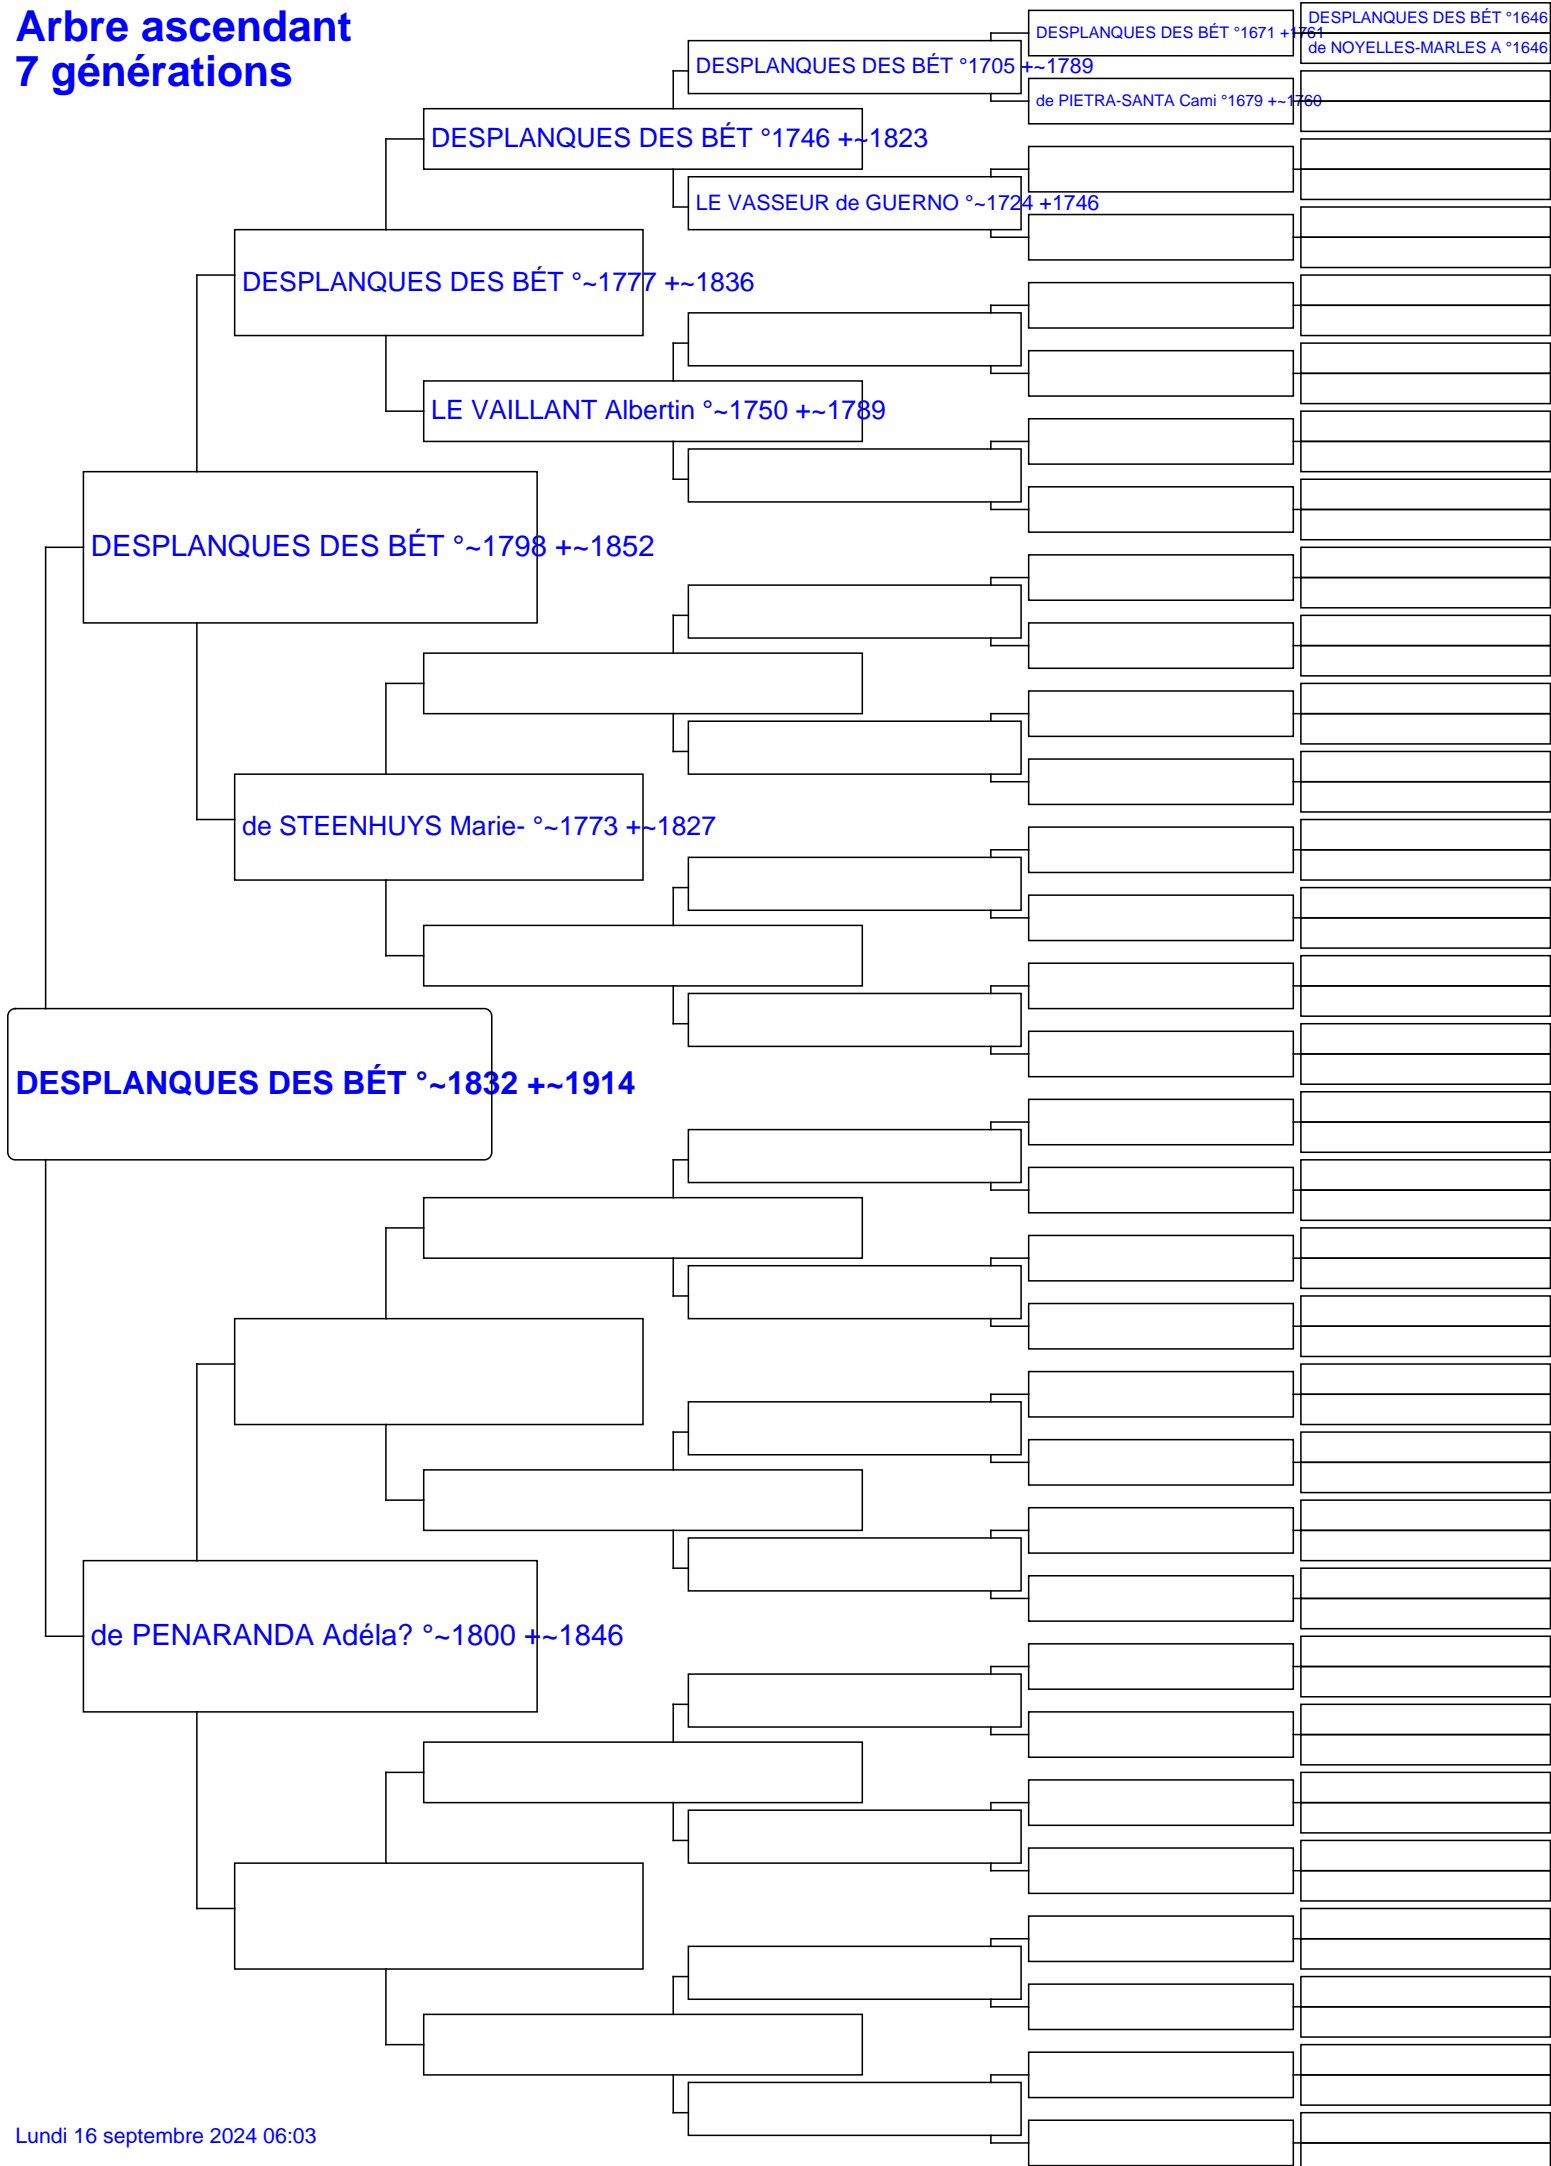 Arbre ascendant
7 générations
DESPLANQUES DES BÉT °1646
DESPLANQUES DES BÉT °1671 +1761
de NOYELLES-MARLES A °1646
DESPLANQUES DES BÉT °1705 +~1789
de PIETRA-SANTA Cami °1679 +~1760
DESPLANQUES DES BÉT °1746 +~1823
LE VASSEUR de GUERNO °~1724 +1746
DESPLANQUES DES BÉT °~1777 +~1836
LE VAILLANT Albertin °~1750 +~1789
DESPLANQUES DES BÉT °~1798 +~1852
de STEENHUYS Marie- °~1773 +~1827
DESPLANQUES DES BÉT °~1832 +~1914
de PENARANDA Adéla? °~1800 +~1846
Lundi 16 septembre 2024 06:03